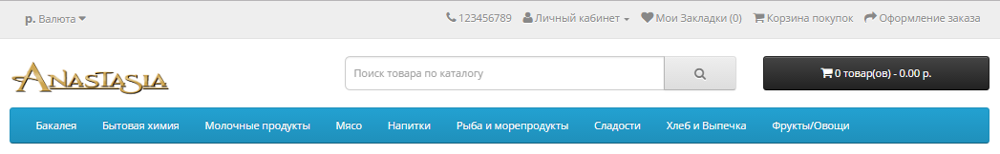 р. Валюта 123456789 Личный кабинет Мои Закладки (0) Корзина покупок Оформление заказа
ANASTASIA Поиск товара по каталогу 0 товар(ов) - 0.00 р.
Бакалея Бытовая химия Молочные продукты Мясо Напитки Рыба и морепродукты Сладости Хлеб и Выпечка Фрукты/Овощи